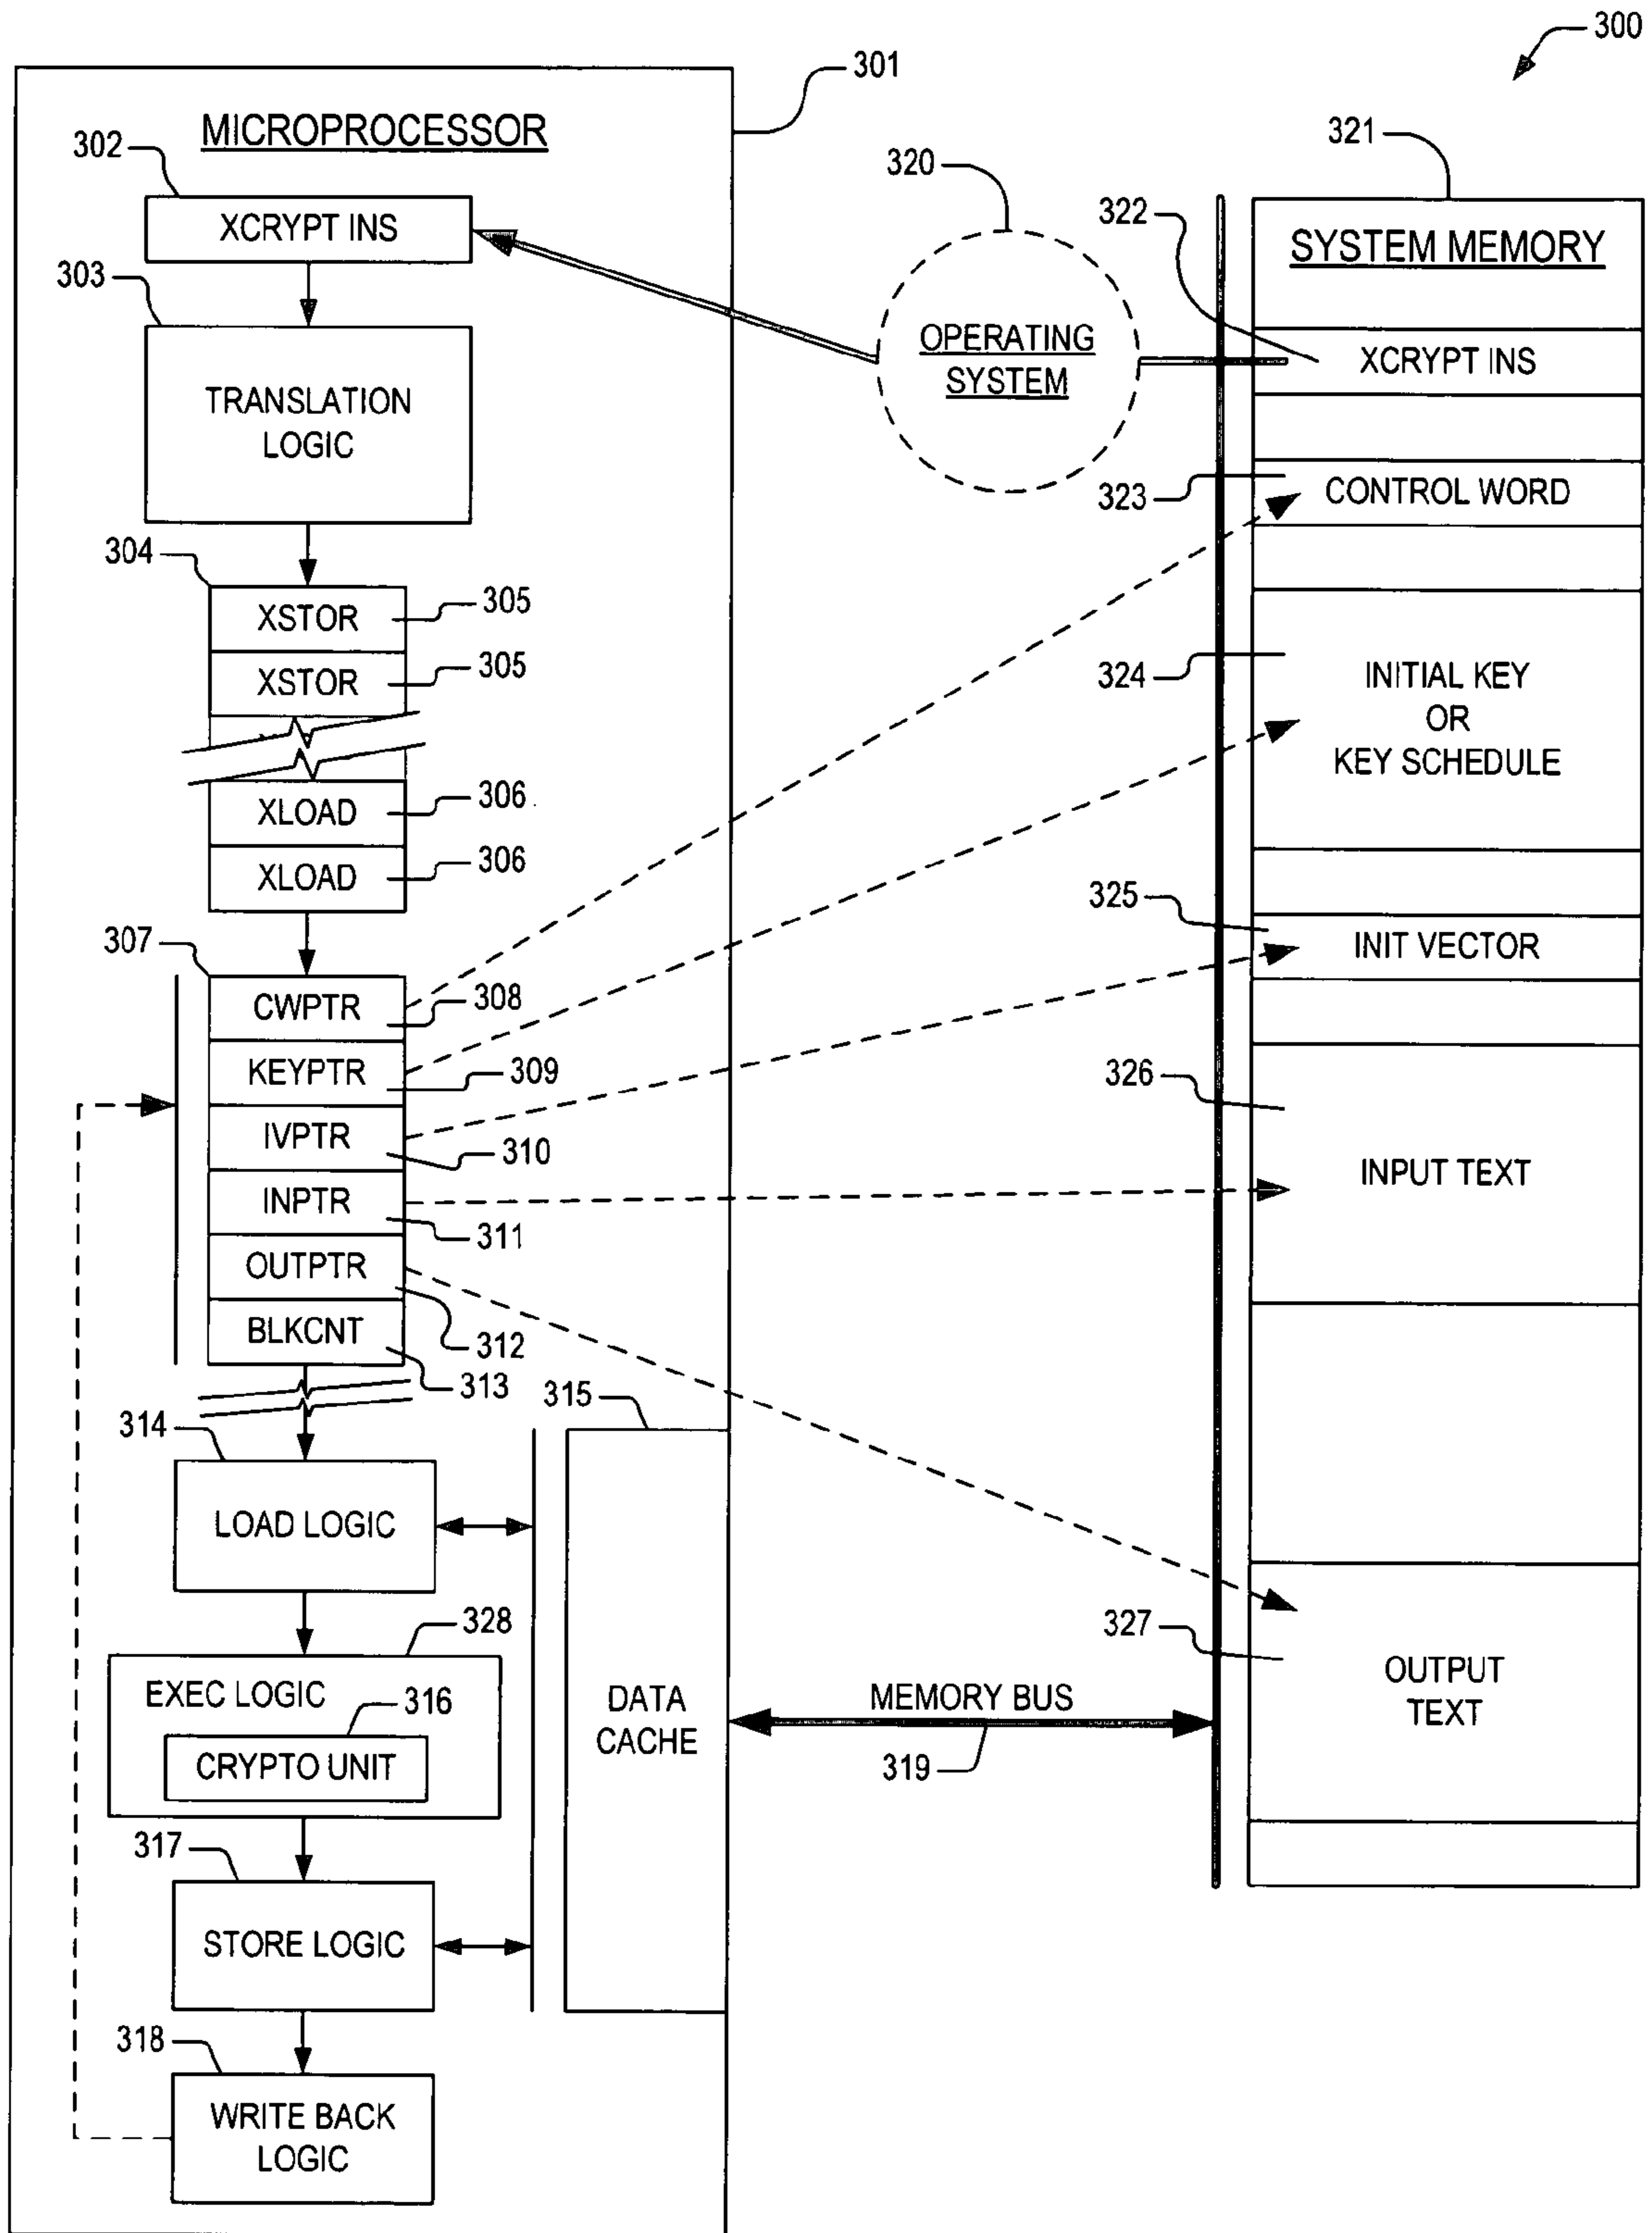 300
301
MICROPROCESSOR
302
XCRYPT INS
303
TRANSLATION
LOGIC
304
XSTOR
305
XSTOR
305
XLOAD
306
XLOAD
306
307
CWPTR
308
KEYPTR
309
IVPTR
310
INPTR
311
OUTPTR
312
BLKCNT
313
314
LOAD LOGIC
315
DATA
CACHE
328
EXEC LOGIC
316
CRYPTO UNIT
317
STORE LOGIC
318
WRITE BACK
LOGIC
MEMORY BUS
319
320
OPERATING
SYSTEM
321
SYSTEM MEMORY
322
XCRYPT INS
323
CONTROL WORD
324
INITIAL KEY
OR
KEY SCHEDULE
325
INIT VECTOR
326
INPUT TEXT
327
OUTPUT
TEXT